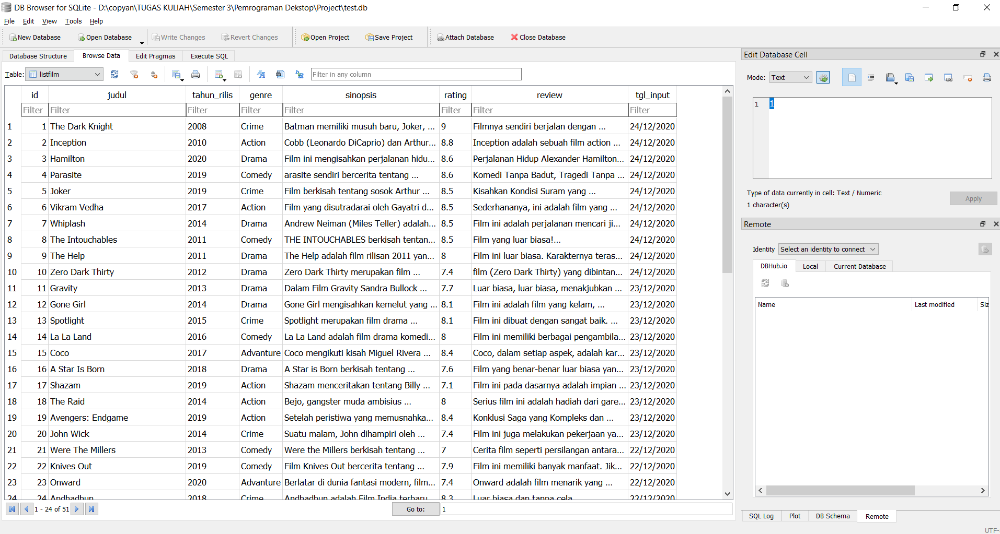 DB Browser for SQLite - D:\copyan\TUGAS KULIAH\Semester 3\Pemrograman Dekstop\Project\test.db
File Edit View Tools Help
New Database Open Database Write Changes Revert Changes Open Project Save Project Attach Database Close Database
Database Structure Browse Data Edit Pragmas Execute SQL
Table: listfilm Filter in any column
id judul tahun_rilis genre sinopsis rating review tgl_input
Filter Filter Filter Filter Filter Filter Filter Filter
1 1 The Dark Knight 2008 Crime Batman memiliki musuh baru, Joker, ... 9 Filmnya sendiri berjalan dengan ... 24/12/2020
2 2 Inception 2010 Action Cobb (Leonardo DiCaprio) dan Arthur... 8.8 Inception adalah sebuah film action ... 24/12/2020
3 3 Hamilton 2020 Drama Film ini mengisahkan perjalanan hidu... 8.6 Perjalanan Hidup Alexander Hamilton... 24/12/2020
4 4 Parasite 2019 Comedy arasite sendiri bercerita tentang ... 8.6 Komedi Tanpa Badut, Tragedi Tanpa ... 24/12/2020
5 5 Joker 2019 Crime Film berkisah tentang sosok Arthur ... 8.5 Kisahkan Kondisi Suram yang ... 24/12/2020
6 6 Vikram Vedha 2017 Action Film yang disutradarai oleh Gayatri d... 8.5 Sederhananya, ini adalah film yang ... 24/12/2020
7 7 Whiplash 2014 Drama Andrew Neiman (Miles Teller) adalah... 8.5 Film ini adalah perjalanan mencari ji... 24/12/2020
8 8 The Intouchables 2011 Comedy THE INTOUCHABLES berkisah tentan... 8.5 Film yang luar biasa!... 24/12/2020
9 9 The Help 2011 Drama The Help adalah film rilisan 2011 yan... 8 Film ini luar biasa. Karakternya teras... 24/12/2020
10 10 Zero Dark Thirty 2012 Drama Zero Dark Thirty merupakan film ... 7.4 film (Zero Dark Thirty) yang dibintan... 24/12/2020
11 11 Gravity 2013 Drama Dalam Film Gravity Sandra Bullock ... 7.7 Luar biasa, luar biasa, menakjubkan ... 23/12/2020
12 12 Gone Girl 2014 Drama Gone Girl mengisahkan kemelut yang ... 8.1 Film ini adalah film yang kelam, ... 23/12/2020
13 13 Spotlight 2015 Crime Spotlight merupakan film drama ... 8.1 Film ini dibuat dengan sangat baik. ... 23/12/2020
14 14 La La Land 2016 Comedy La La Land adalah film drama komedi... 8 Film ini memiliki berbagai pengambila... 23/12/2020
15 15 Coco 2017 Advanture Coco mengikuti kisah Miguel Rivera ... 8.4 Coco, dalam setiap aspek, adalah kar... 23/12/2020
16 16 A Star Is Born 2018 Drama A Star is Born berkisah tentang ... 7.6 Film yang benar-benar luar biasa yan... 23/12/2020
17 17 Shazam 2019 Action Shazam menceritakan tentang Billy ... 7.1 Film ini pada dasarnya adalah impian ... 23/12/2020
18 18 The Raid 2014 Action Bejo, gangster muda ambisius ... 8 Serius film ini adalah hadiah dari gare... 23/12/2020
19 19 Avengers: Endgame 2019 Action Setelah peristiwa yang memusnahka... 8.4 Konklusi Saga yang Kompleks dan ... 23/12/2020
20 20 John Wick 2014 Crime Suatu malam, John dihampiri oleh ... 7.4 Film ini juga melakukan pekerjaan ya... 23/12/2020
21 21 Were The Millers 2013 Comedy Were the Millers berkisah tentang ... 7 Cerita film seperti persilangan antara... 22/12/2020
22 22 Knives Out 2019 Comedy Film Knives Out bercerita tentang ... 7.9 Film ini memiliki banyak manfaat. Jik... 22/12/2020
23 23 Onward 2020 Advanture Berlatar di dunia fantasi modern, film... 7.4 Onward adalah film menarik yang ... 22/12/2020
24 24 Andhadhun 2018 Crime Andhadhun adalah Film India terbaru 8.3 Luar biasa dan tanpa cela 22/12/2020
1 - 24 of 51 Go to: 1
Edit Database Cell
Mode: Text
1 1
Type of data currently in cell: Text / Numeric
1 character(s)
Apply
Remote
Identity Select an identity to connect
DBHub.io Local Current Database
Name Last modified Siz
SQL Log Plot DB Schema Remote
UTF-